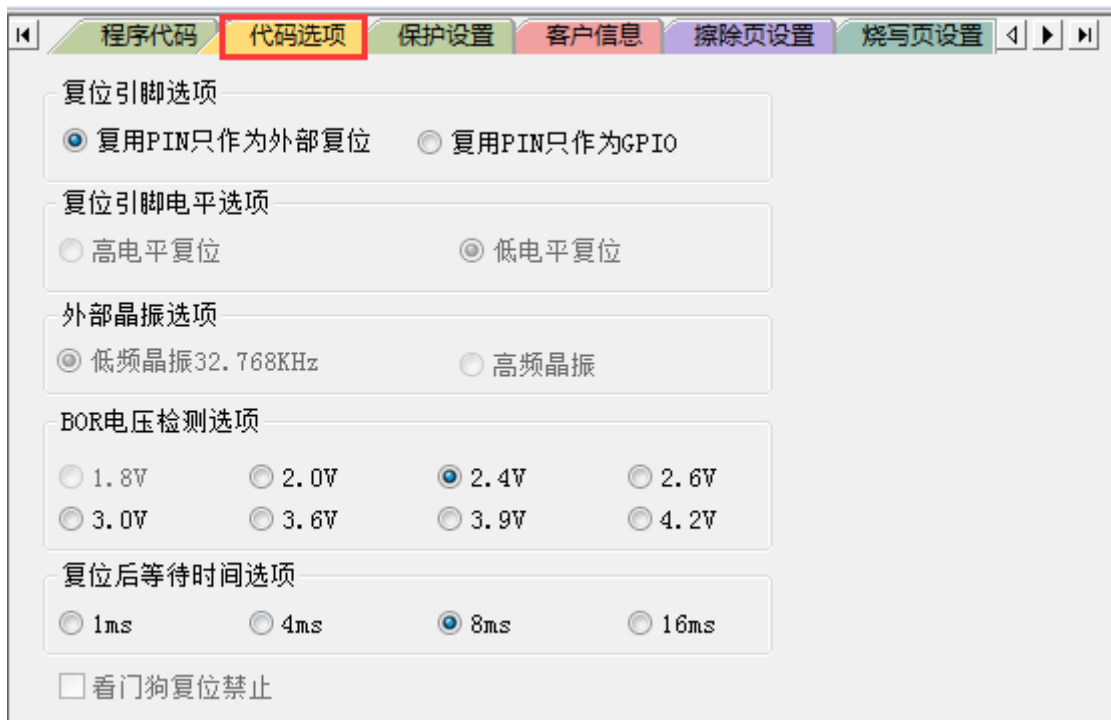 程序代码 代码选项 保护设置 客户信息 擦除页设置 烧写页设置
复位引脚选项
复用PIN只作为外部复位 复用PIN只作为GPIO
复位引脚电平选项
高电平复位 低电平复位
外部晶振选项
低频晶振32.768KHz 高频晶振
BOR电压检测选项
1.8V 2.0V 2.4V 2.6V
3.0V 3.6V 3.9V 4.2V
复位后等待时间选项
1ms 4ms 8ms 16ms
看门狗复位禁止